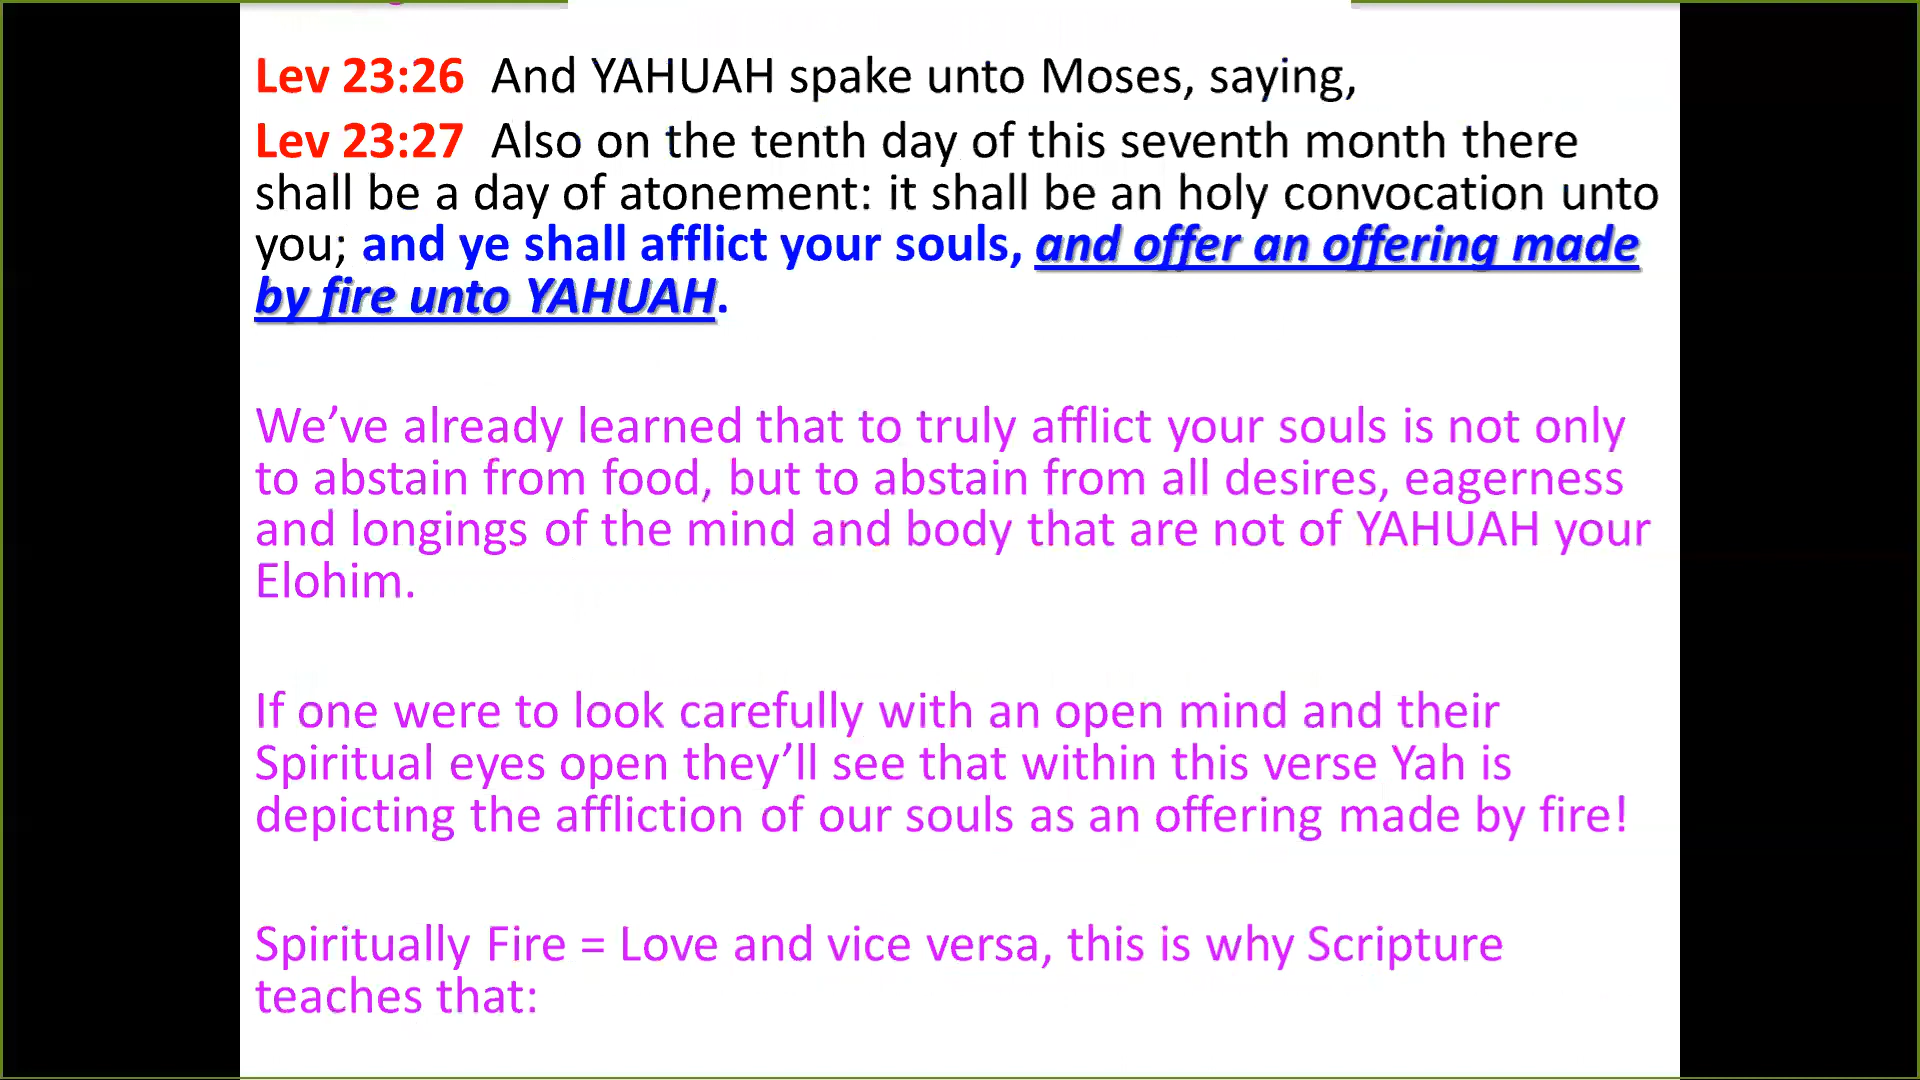 Lev 23:26 And YAHUAH spake unto Moses, saying,
Lev 23:27 Also on the tenth day of this seventh month there
shall be a day of atonement: it shall be an holy convocation unto
you; and ye shall afflict your souls, and offer an offering made
by fire unto YAHUAH.
We’ve already learned that to truly afflict your souls is not only
to abstain from food, but to abstain from all desires, eagerness
and longings of the mind and body that are not of YAHUAH your
Elohim.
If one were to look carefully with an open mind and their
Spiritual eyes open they’ll see that within this verse Yah is
depicting the affliction of our souls as an offering made by fire!
Spiritually Fire = Love and vice versa, this is why Scripture
teaches that: